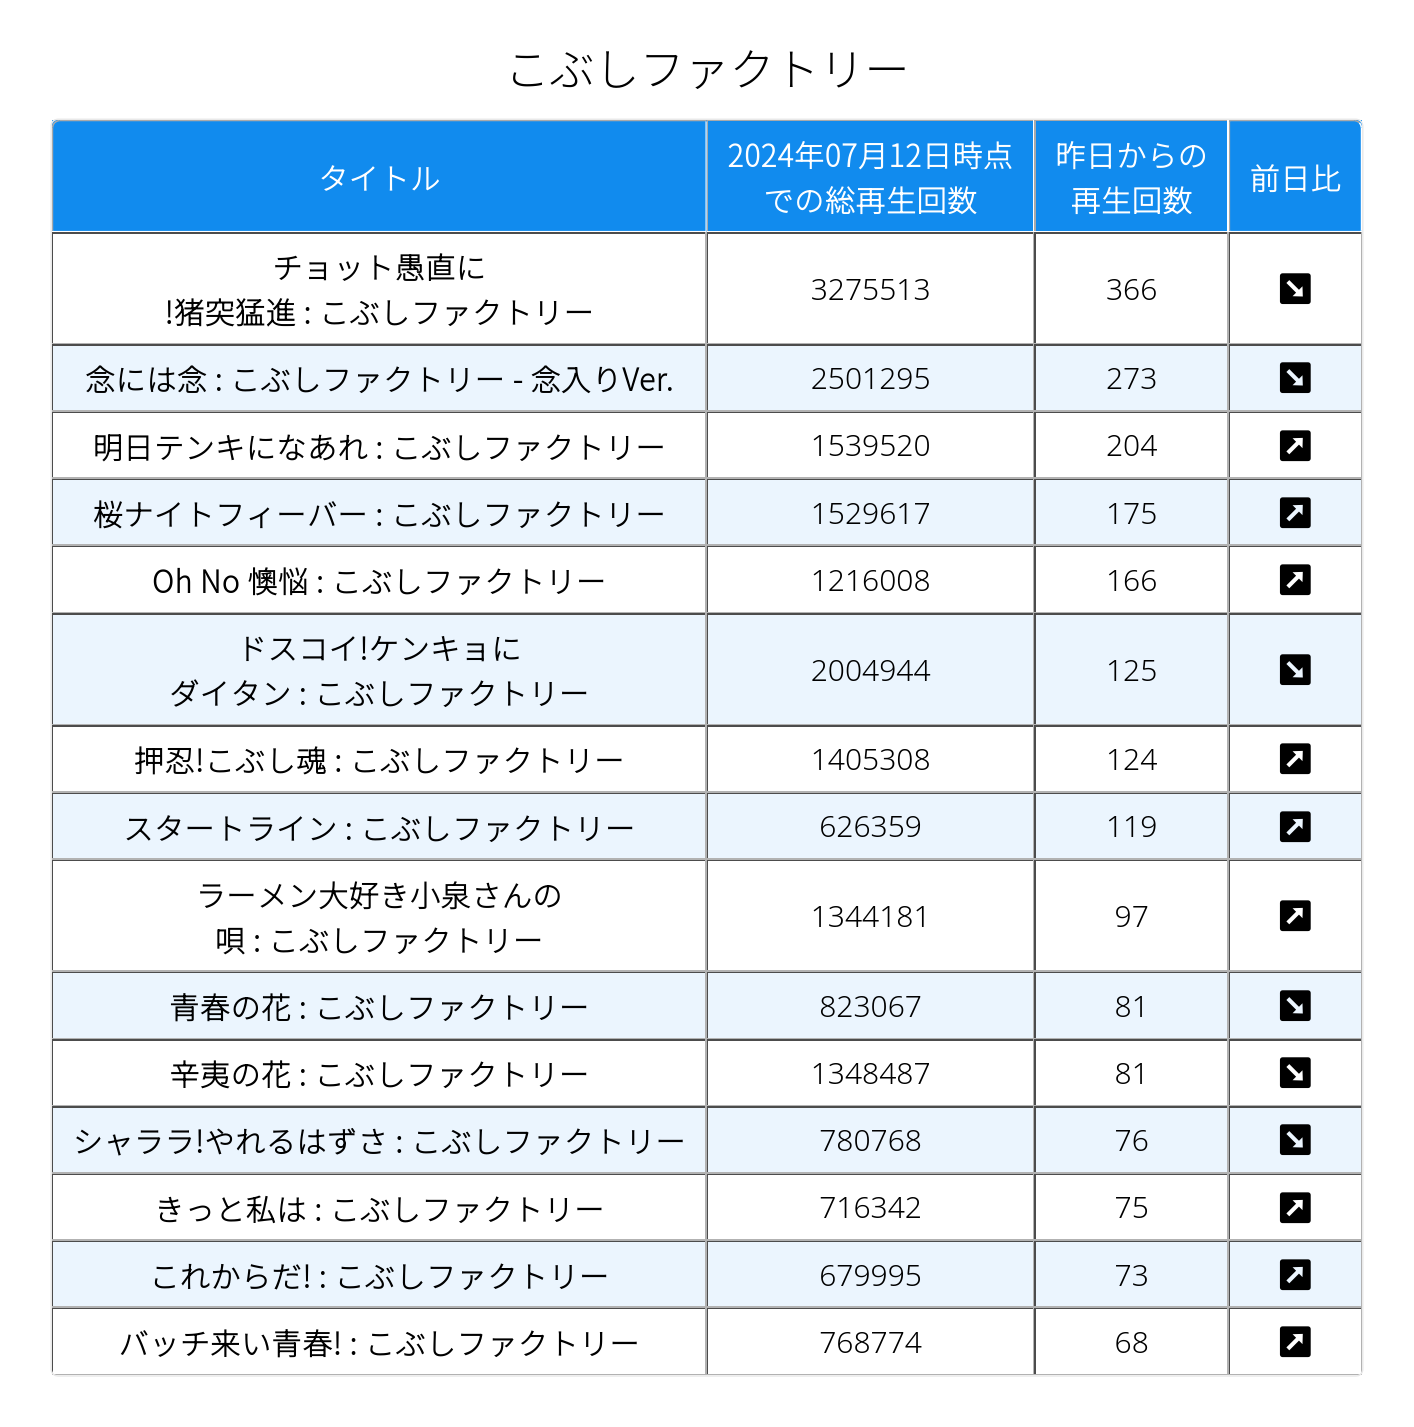 こぶしファクトリー
タイトル
2024年07月12日時点
での総再生回数
昨日からの
再生回数
前日比
チョット愚直に
!猪突猛進 : こぶしファクトリー
3275513
366
念には念 : こぶしファクトリー - 念入りVer.
2501295
273
明日テンキになあれ : こぶしファクトリー
1539520
204
桜ナイトフィーバー : こぶしファクトリー
1529617
175
Oh No 懊悩 : こぶしファクトリー
1216008
166
ドスコイ!ケンキョに
ダイタン : こぶしファクトリー
2004944
125
押忍!こぶし魂 : こぶしファクトリー
1405308
124
スタートライン : こぶしファクトリー
626359
119
ラーメン大好き小泉さんの
唄 : こぶしファクトリー
1344181
97
青春の花 : こぶしファクトリー
823067
81
辛夷の花 : こぶしファクトリー
1348487
81
シャララ!やれるはずさ : こぶしファクトリー
780768
76
きっと私は : こぶしファクトリー
716342
75
これからだ! : こぶしファクトリー
679995
73
バッチ来い青春! : こぶしファクトリー
768774
68